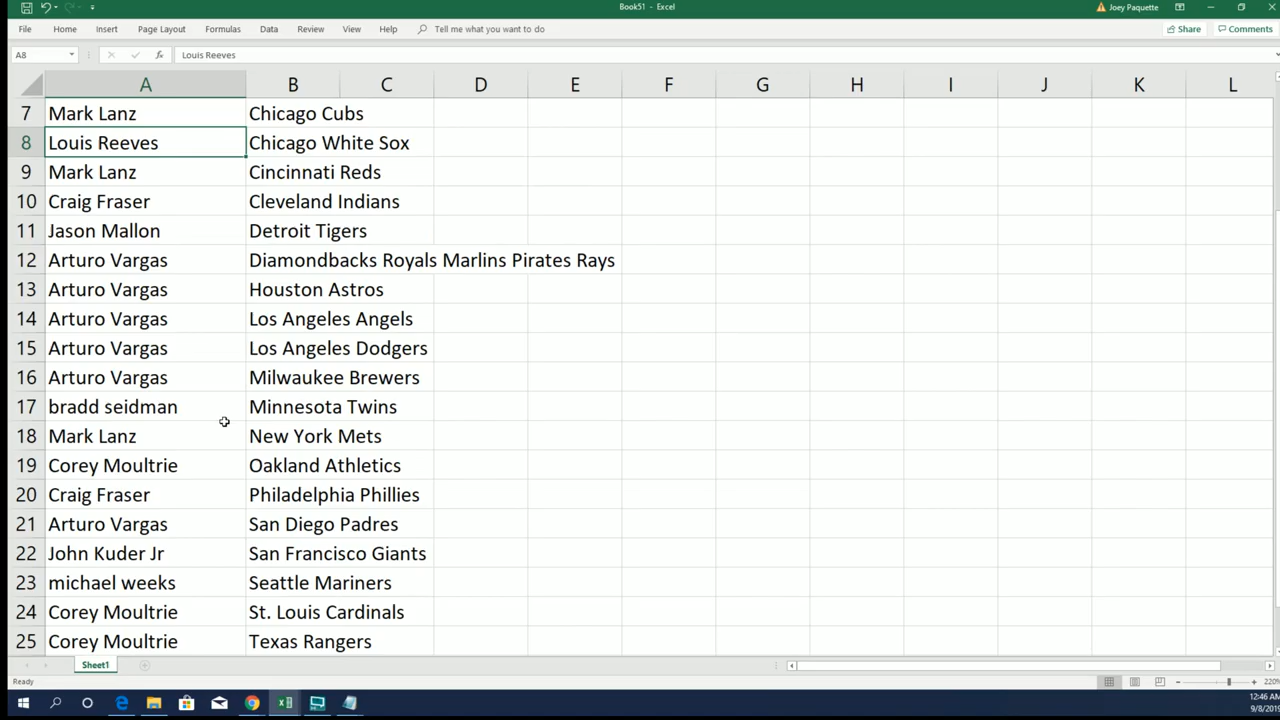 Book51 - Excel
Joey Paquette
File Home Insert Page Layout Formulas Data Review View Help Tell me what you want to do Share Comments
A8 fx Louis Reeves
A B C D E F G H I J K L
7 Mark Lanz Chicago Cubs
8 Louis Reeves Chicago White Sox
9 Mark Lanz Cincinnati Reds
10 Craig Fraser Cleveland Indians
11 Jason Mallon Detroit Tigers
12 Arturo Vargas Diamondbacks Royals Marlins Pirates Rays
13 Arturo Vargas Houston Astros
14 Arturo Vargas Los Angeles Angels
15 Arturo Vargas Los Angeles Dodgers
16 Arturo Vargas Milwaukee Brewers
17 bradd seidman Minnesota Twins
18 Mark Lanz New York Mets
19 Corey Moultrie Oakland Athletics
20 Craig Fraser Philadelphia Phillies
21 Arturo Vargas San Diego Padres
22 John Kuder Jr San Francisco Giants
23 michael weeks Seattle Mariners
24 Corey Moultrie St. Louis Cardinals
25 Corey Moultrie Texas Rangers
Sheet1
Ready 220%
12:46 AM